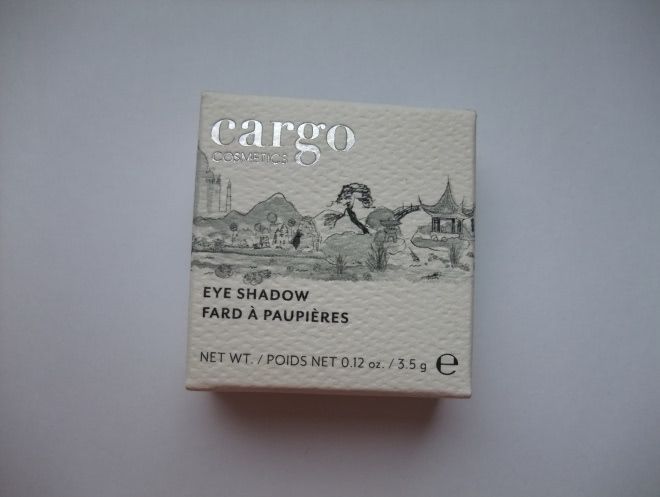 cargo
COSMETICS
EYE SHADOW
FARD À PAUPIÈRES
NET WT. / POIDS NET 0.12 oz. / 3.5 g ℮